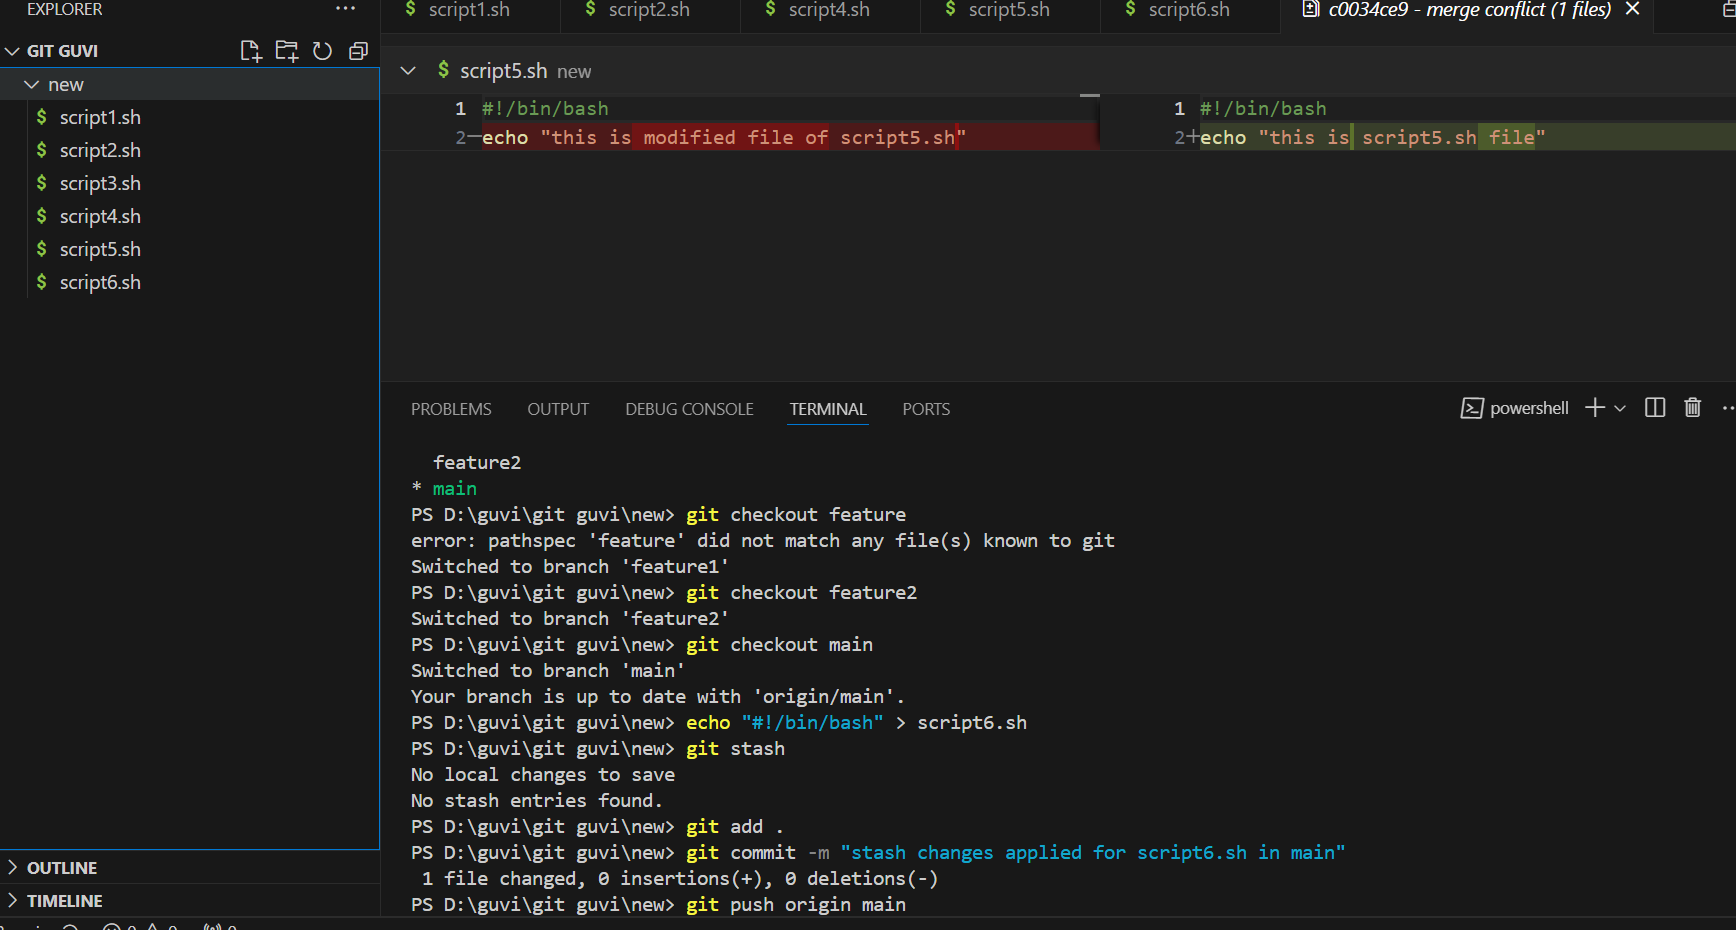 EXPLORER
script1.sh
script2.sh
script4.sh
script5.sh
script6.sh
c0034ce9 - merge conflict (1 files)
GIT GUVI
new
script1.sh
script2.sh
script3.sh
script4.sh
script5.sh
script6.sh
OUTLINE
TIMELINE
$ script5.sh new
1 #!/bin/bash
2 echo "this is modified file of script5.sh"
1 #!/bin/bash
2+ echo "this is script5.sh file"
PROBLEMS OUTPUT DEBUG CONSOLE TERMINAL PORTS
powershell
feature2
* main
PS D:\guvi\git guvi\new> git checkout feature
error: pathspec 'feature' did not match any file(s) known to git
Switched to branch 'feature1'
PS D:\guvi\git guvi\new> git checkout feature2
Switched to branch 'feature2'
PS D:\guvi\git guvi\new> git checkout main
Switched to branch 'main'
Your branch is up to date with 'origin/main'.
PS D:\guvi\git guvi\new> echo "#!/bin/bash" > script6.sh
PS D:\guvi\git guvi\new> git stash
No local changes to save
No stash entries found.
PS D:\guvi\git guvi\new> git add .
PS D:\guvi\git guvi\new> git commit -m "stash changes applied for script6.sh in main"
1 file changed, 0 insertions(+), 0 deletions(-)
PS D:\guvi\git guvi\new> git push origin main